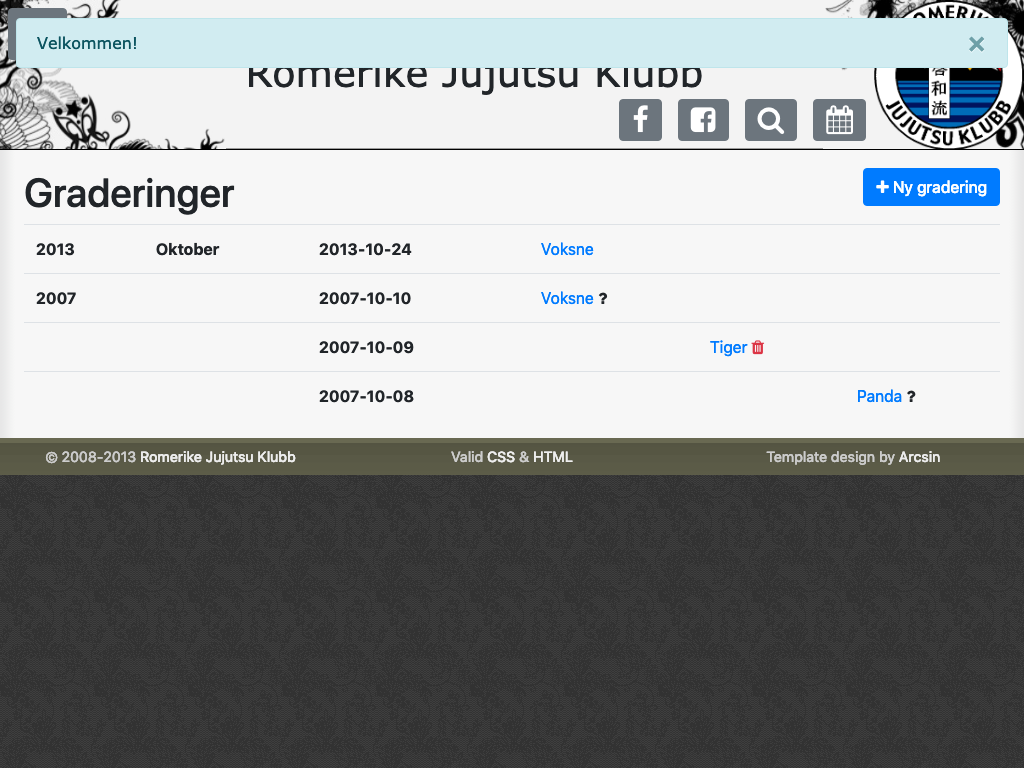 Velkommen! ×
Romerike Jujutsu Klubb
ROMERIKE
和流
JUJUTSU KLUBB
Graderinger
Ny gradering
2013 Oktober 2013-10-24 Voksne
2007 2007-10-10 Voksne ?
2007-10-09 Tiger
2007-10-08 Panda ?
© 2008-2013 Romerike Jujutsu Klubb Valid CSS & HTML Template design by Arcsin